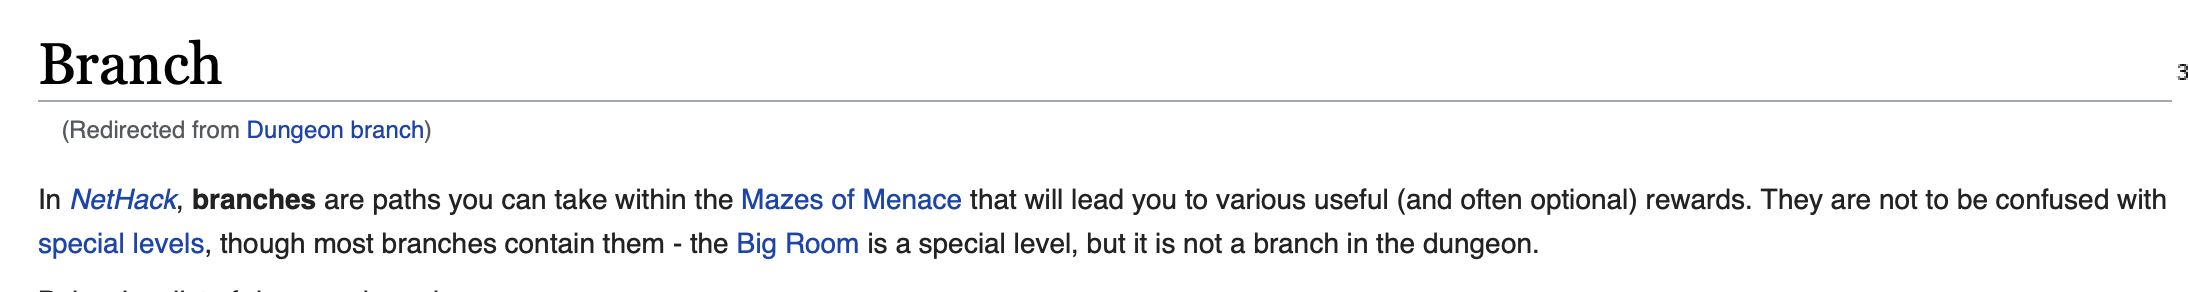 Branch
3
(Redirected from Dungeon branch)
In NetHack, branches are paths you can take within the Mazes of Menace that will lead you to various useful (and often optional) rewards. They are not to be confused with
special levels, though most branches contain them - the Big Room is a special level, but it is not a branch in the dungeon.